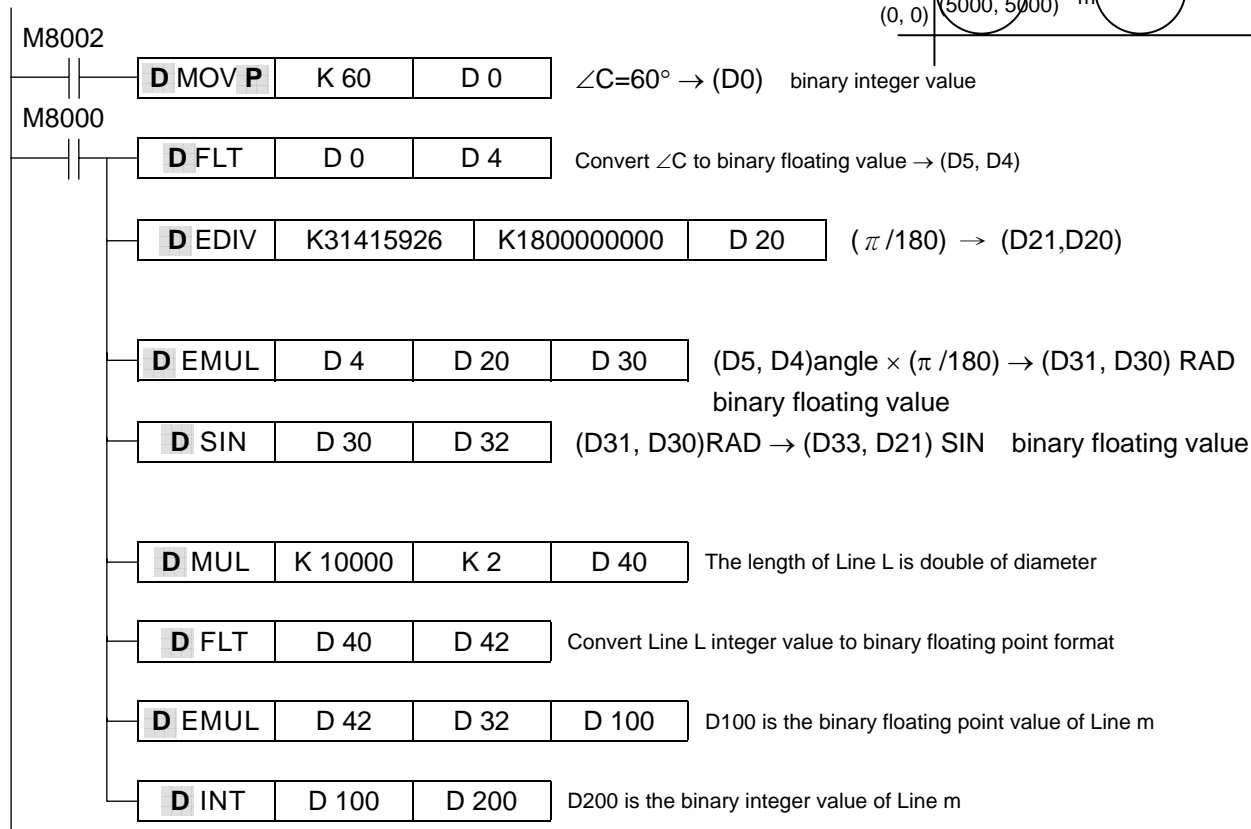 (0, 0) (5000, 5000) m
M8002
D MOV P K 60 D 0 ∠C=60° → (D0) binary integer value
M8000
D FLT D 0 D 4 Convert ∠C to binary floating value → (D5, D4)
D EDIV K31415926 K1800000000 D 20 ( π /180) → (D21,D20)
D EMUL D 4 D 20 D 30 (D5, D4)angle × (π /180) → (D31, D30) RAD
binary floating value
D SIN D 30 D 32 (D31, D30)RAD → (D33, D21) SIN binary floating value
D MUL K 10000 K 2 D 40 The length of Line L is double of diameter
D FLT D 40 D 42 Convert Line L integer value to binary floating point format
D EMUL D 42 D 32 D 100 D100 is the binary floating point value of Line m
D INT D 100 D 200 D200 is the binary integer value of Line m